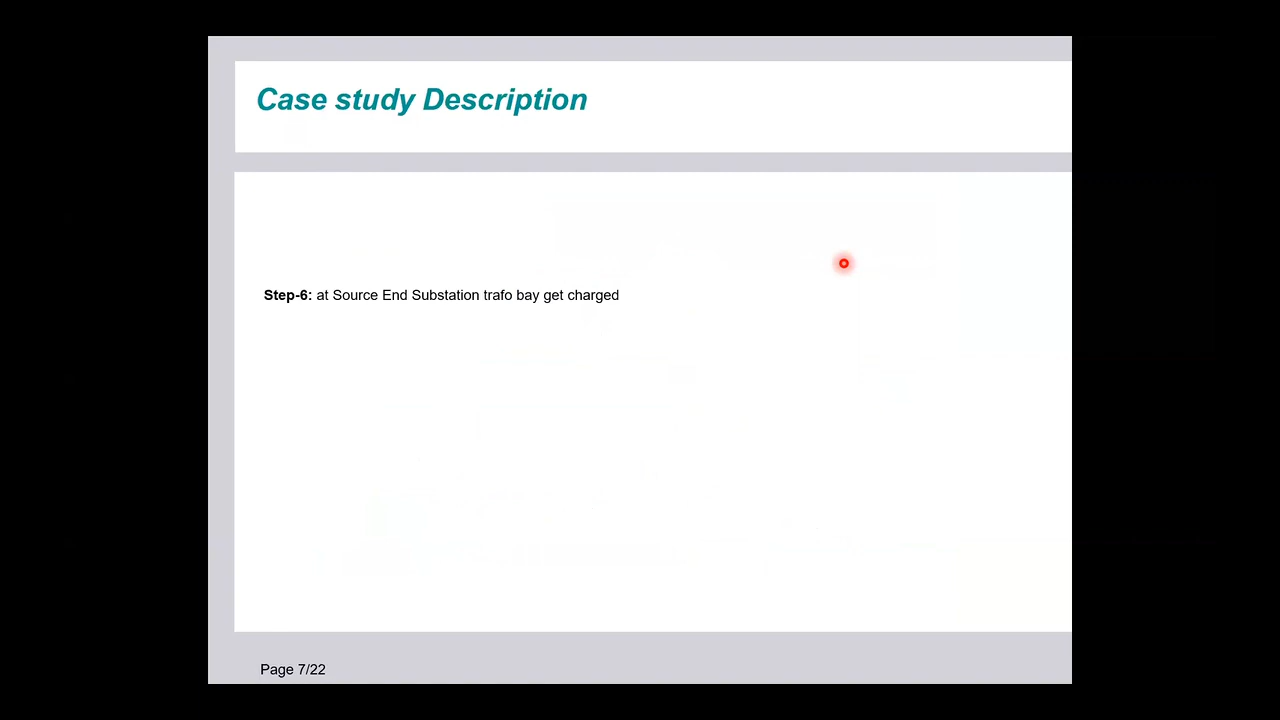 Case study Description
Step-6: at Source End Substation trafo bay get charged
Page 7/22